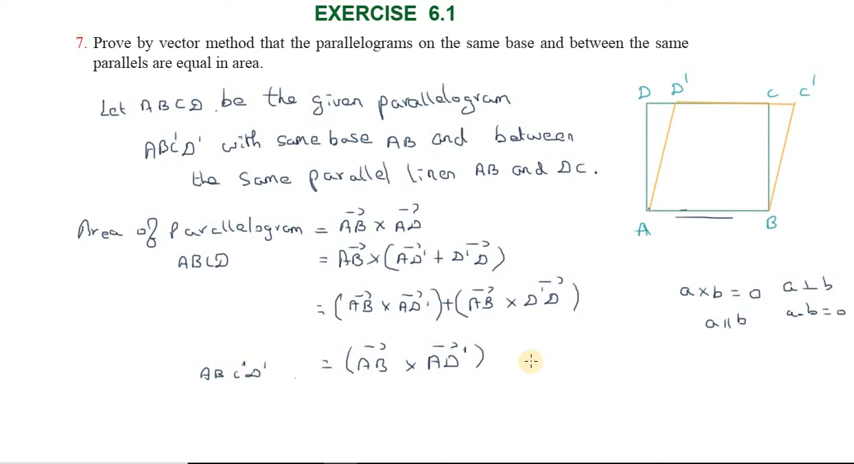 EXERCISE 6.1
7. Prove by vector method that the parallelograms on the same base and between the same
parallels are equal in area.
Let ABCD be the given parallelogram
ABC'D' with same base AB and between
the same parallel lines AB and DC.
Area of parallelogram = AB⃗ × AD⃗
ABCD = AB⃗ × (AD⃗' + D'D⃗)
= (AB⃗ × AD⃗') + (AB⃗ × D'D⃗)
ABC'D' = (AB⃗ × AD⃗')
D D' C C'
A B
a × b = 0 a ⊥ b
a || b a·b = 0